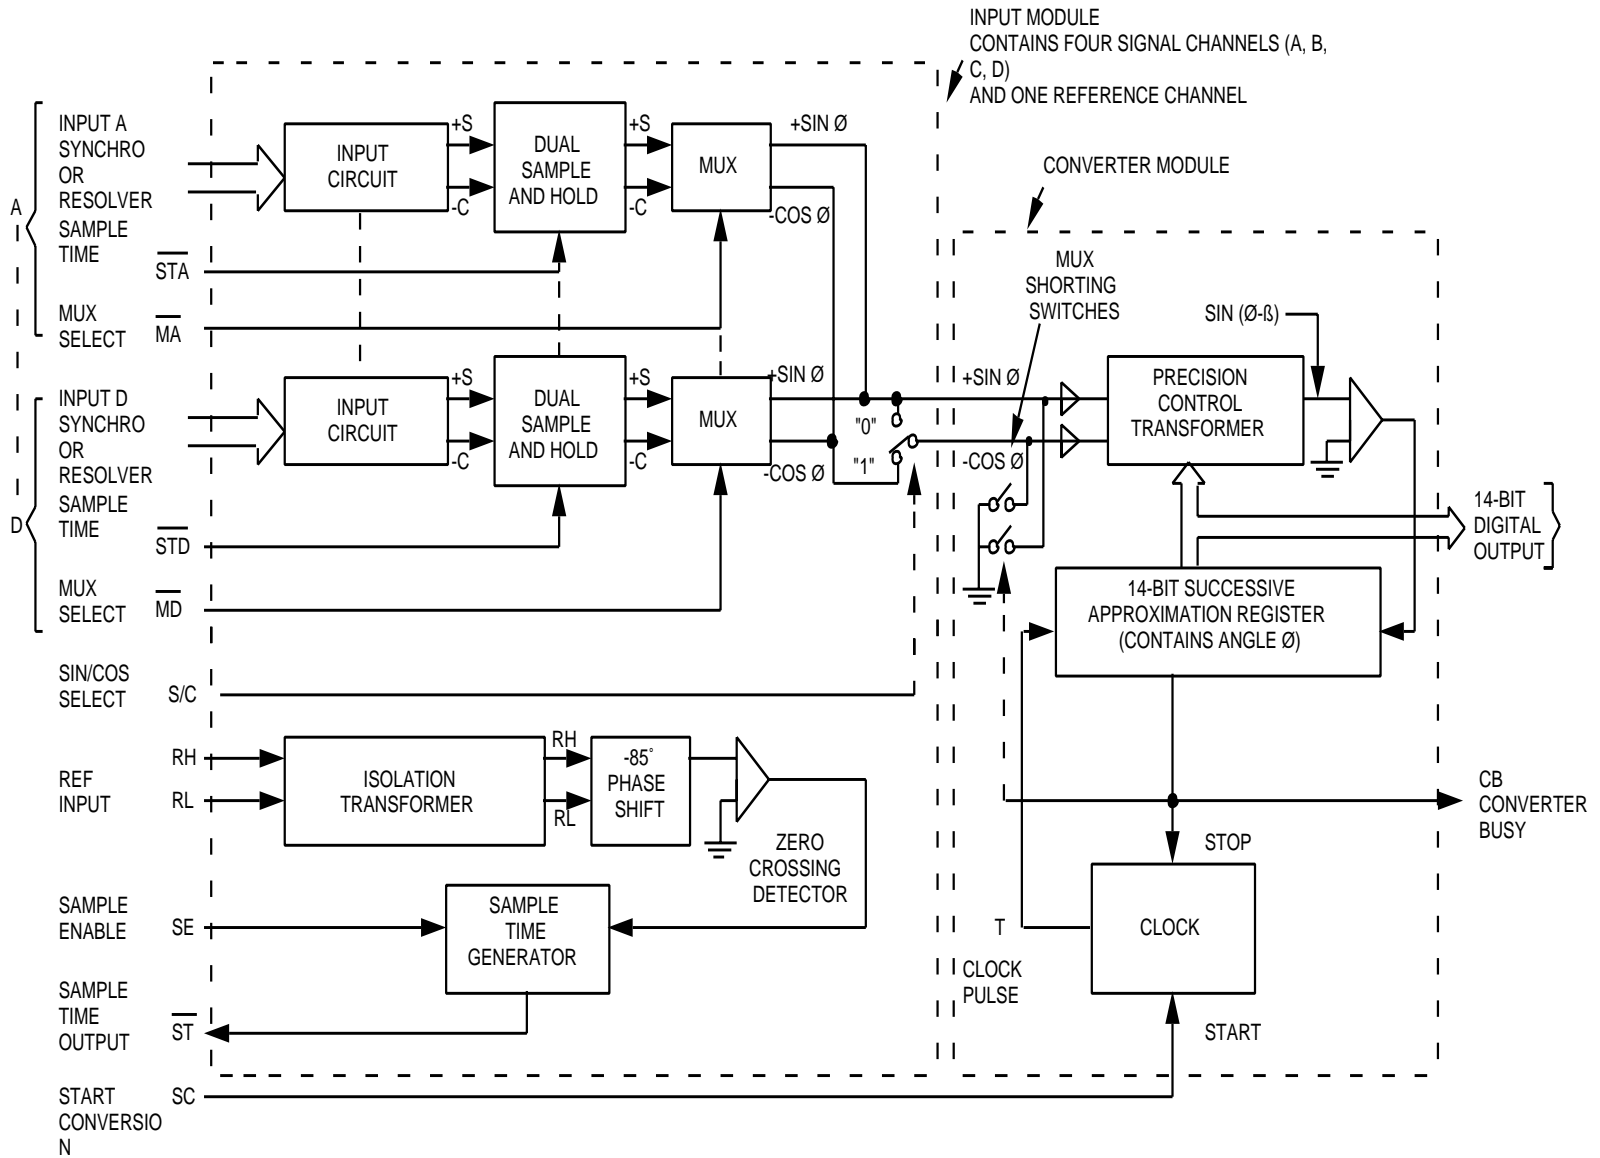 INPUT MODULE
CONTAINS FOUR SIGNAL CHANNELS (A, B,
C, D)
AND ONE REFERENCE CHANNEL
CONVERTER MODULE
A
INPUT A
SYNCHRO
OR
RESOLVER
SAMPLE
TIME
STA
MUX
SELECT
MA
INPUT
CIRCUIT
+S
-C
DUAL
SAMPLE
AND HOLD
+S
-C
MUX
+SIN Ø
-COS Ø
D
INPUT D
SYNCHRO
OR
RESOLVER
SAMPLE
TIME
STD
MUX
SELECT
MD
INPUT
CIRCUIT
+S
-C
DUAL
SAMPLE
AND HOLD
+S
-C
MUX
+SIN Ø
-COS Ø
"0"
"1"
SIN/COS
SELECT
S/C
REF
INPUT
RH
RL
ISOLATION
TRANSFORMER
RH
RL
-85˚
PHASE
SHIFT
ZERO
CROSSING
DETECTOR
SAMPLE
ENABLE
SE
SAMPLE
TIME
GENERATOR
SAMPLE
TIME
OUTPUT
ST
START
CONVERSIO
N
SC
MUX
SHORTING
SWITCHES
+SIN Ø
-COS Ø
PRECISION
CONTROL
TRANSFORMER
SIN (Ø-ß)
14-BIT
DIGITAL
OUTPUT
14-BIT SUCCESSIVE
APPROXIMATION REGISTER
(CONTAINS ANGLE Ø)
CB
CONVERTER
BUSY
STOP
CLOCK
T
CLOCK
PULSE
START